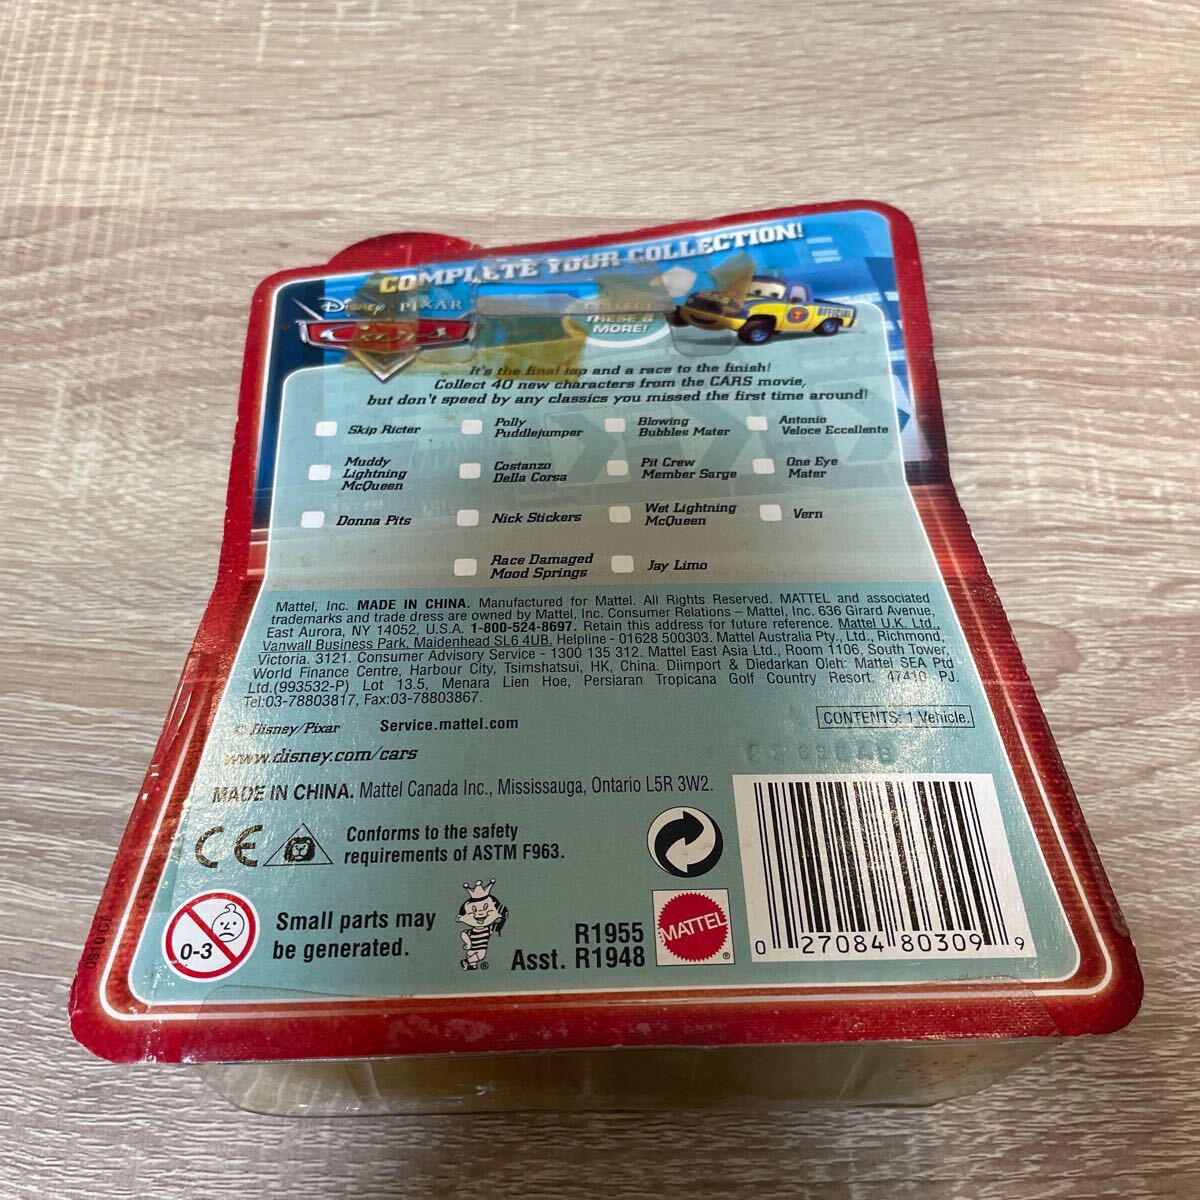 COMPLETE YOUR COLLECTION!
Disney · PIXAR
COLLECT
THESE &
MORE!
OFFICIAL
It's the final lap and a race to the finish!
Collect 40 new characters from the CARS movie,
but don't speed by any classics you missed the first time around!
Skip Ricter
Polly
Puddlejumper
Blowing
Bubbles Mater
Antonio
Veloce Eccellente
Muddy
Lightning
McQueen
Costanzo
Della Corsa
Pit Crew
Member Sarge
One Eye
Mater
Donna Pits
Nick Stickers
Wet Lightning
McQueen
Vern
Race Damaged
Mood Springs
Jay Limo
Mattel, Inc. MADE IN CHINA. Manufactured for Mattel. All Rights Reserved. MATTEL and associated
trademarks and trade dress are owned by Mattel, Inc. Consumer Relations – Mattel, Inc. 636 Girard Avenue,
East Aurora, NY 14052, U.S.A. 1-800-524-8697. Retain this address for future reference. Mattel U.K. Ltd.,
Vanwall Business Park, Maidenhead SL6 4UB. Helpline - 01628 500303. Mattel Australia Pty., Ltd., Richmond,
Victoria. 3121. Consumer Advisory Service - 1300 135 312. Mattel East Asia Ltd., Room 1106, South Tower,
World Finance Centre, Harbour City, Tsimshatsui, HK, China. Diimport & Diedarkan Oleh: Mattel SEA Ptd
Ltd.(993532-P) Lot 13.5, Menara Lien Hoe, Persiaran Tropicana Golf Country Resort, 47410 PJ.
Tel:03-78803817, Fax:03-78803867.
© Disney/Pixar
Service.mattel.com
CONTENTS: 1 Vehicle.
www.disney.com/cars
MADE IN CHINA. Mattel Canada Inc., Mississauga, Ontario L5R 3W2.
CE
Conforms to the safety
requirements of ASTM F963.
0-3
Small parts may
be generated.
®
R1955
Asst. R1948
MATTEL
®
0 27084 80309 9
0910 CT